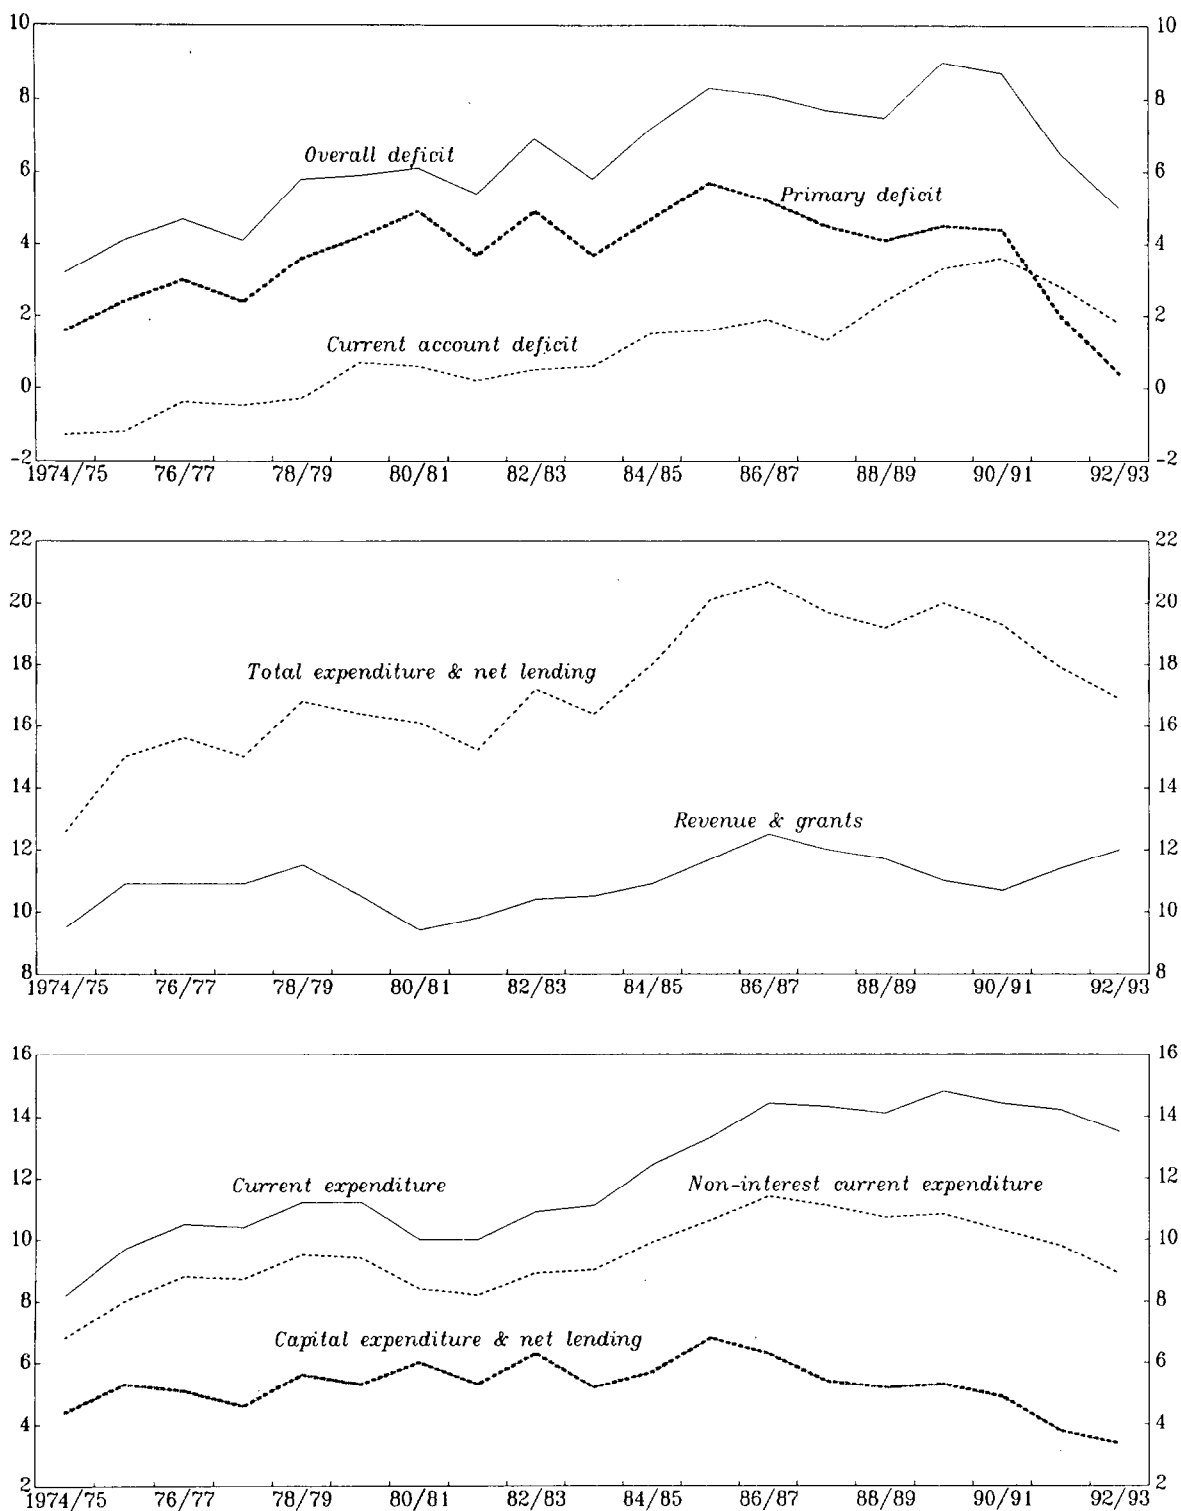 10 10
8 8
Overall deficit
6 6
Primary deficit
4 4
2 2
Current account deficit
0 0
-2 -2
1974/75 76/77 78/79 80/81 82/83 84/85 86/87 88/89 90/91 92/93
22 22
20 20
18 18
Total expenditure & net lending
16 16
14 14
12 12
Revenue & grants
10 10
8 8
1974/75 76/77 78/79 80/81 82/83 84/85 86/87 88/89 90/91 92/93
16 16
14 14
12 12
Current expenditure Non-interest current expenditure
10 10
8 8
Capital expenditure & net lending
6 6
4 4
2 2
1974/75 76/77 78/79 80/81 82/83 84/85 86/87 88/89 90/91 92/93